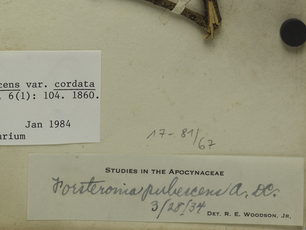 cens var. cordata
. 6(1): 104. 1860.
Jan 1984
arium
17-81/67
STUDIES IN THE APOCYNACEAE
Forsteronia pubescens A. DC.
3/28/34 DET. R. E. WOODSON, JR.